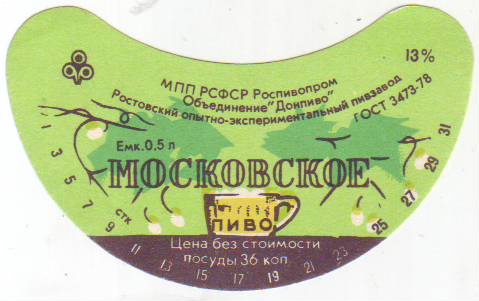 13%
МПП РСФСР Роспивопром
Объединение "Донпиво"
Ростовский опытно-экспериментальный пивзавод
ГОСТ 3473-78
Емк. 0,5 л
МОСКОВСКОЕ
ПИВО
стк
Цена без стоимости
посуды 36 коп
1 3 5 7 9 11 13 15 17 19 21 23 25 27 29 31